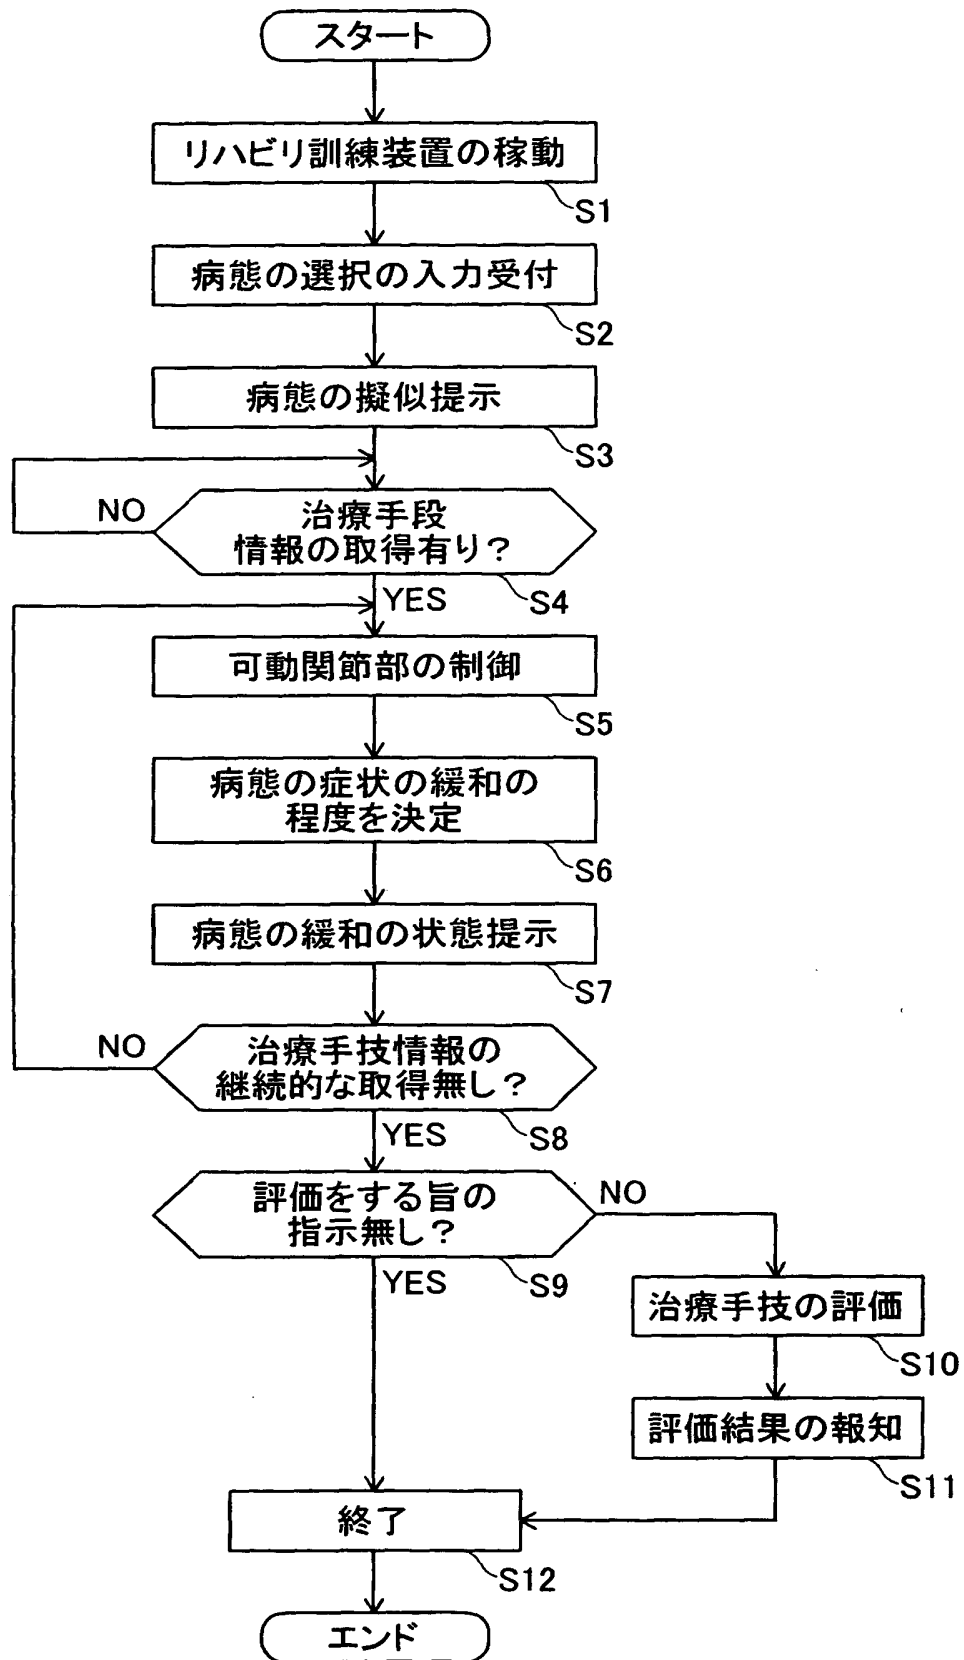 スタート
リハビリ訓練装置の稼動
S1
病態の選択の入力受付
S2
病態の擬似提示
S3
NO
治療手段
情報の取得有り?
S4
YES
可動関節部の制御
S5
病態の症状の緩和の
程度を決定
S6
病態の緩和の状態提示
S7
NO
治療手技情報の
継続的な取得無し?
S8
YES
評価をする旨の
指示無し?
NO
S9
YES
治療手技の評価
S10
評価結果の報知
S11
終了
S12
エンド